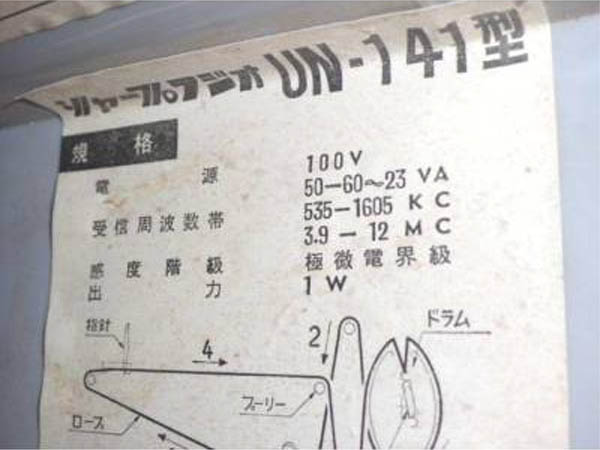 シャープラジオ UN-141型
規格
電源 100V
50-60~23 VA
受信周波数帯 535-1605 KC
3.9-12 MC
感度階級 極微電界級
出力 1W
指針
4
2
ドラム
プーリー
ロープ